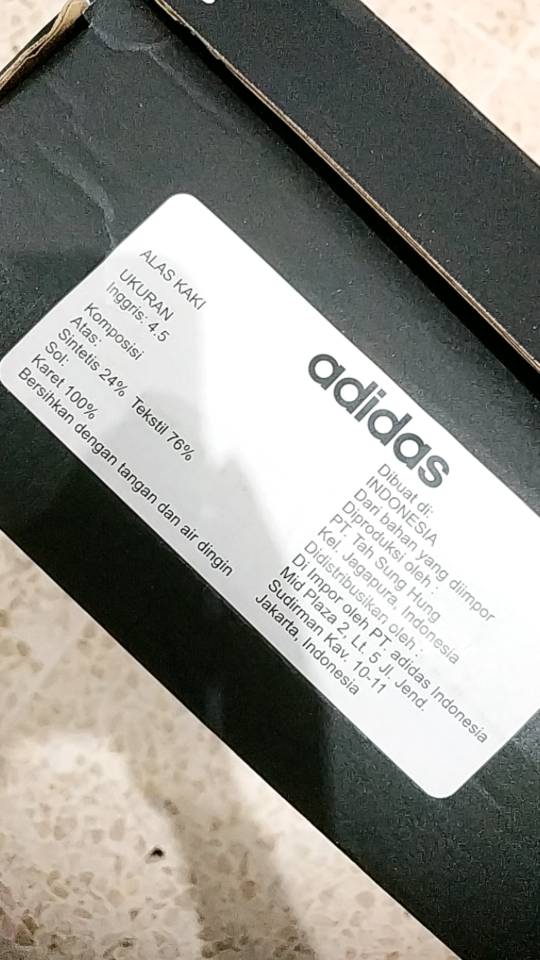 ALAS KAKI
UKURAN
Inggris: 4.5
Komposisi
Atas:
Sintetis 24% Tekstil 76%
Sol:
Karet 100%
Bersihkan dengan tangan dan air dingin
adidas
Dibuat di:
INDONESIA
Dari bahan yang diimpor
Diproduksi oleh :
PT. Tah Sung Hung
Kel. Jagapura, Indonesia
Didistribusikan oleh :
Di Impor oleh PT. adidas Indonesia
Mid Plaza 2, Lt. 5 Jl. Jend.
Sudirman Kav. 10-11
Jakarta, Indonesia